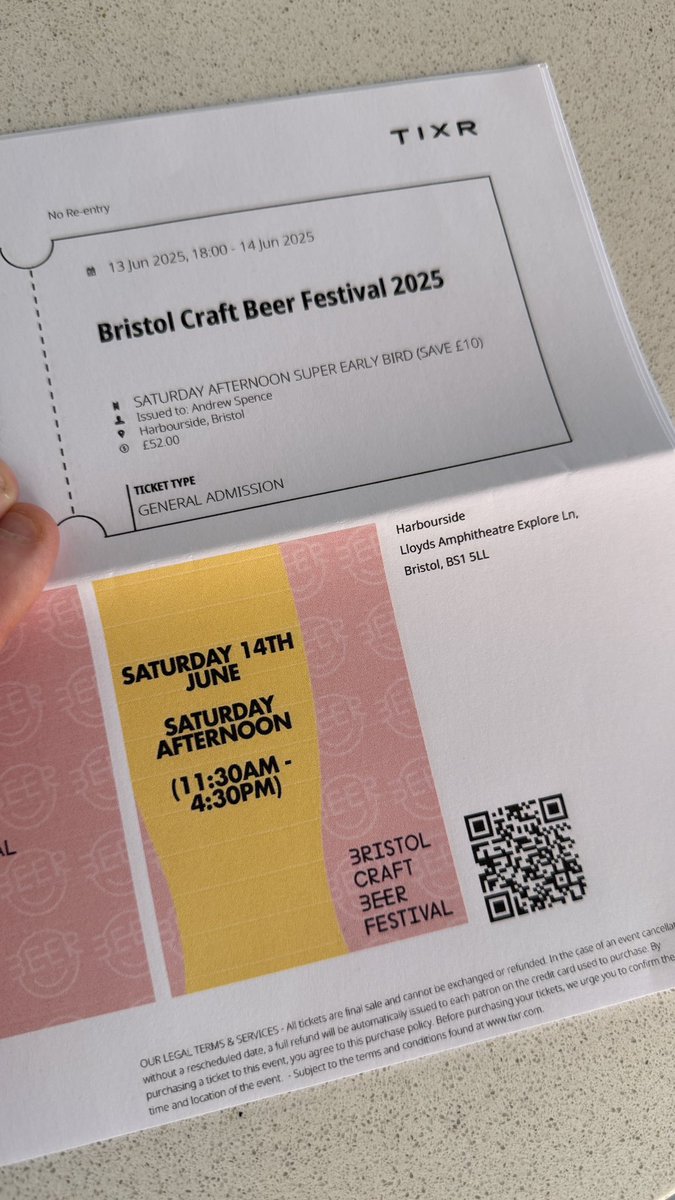 TIXR
No Re-entry
13 Jun 2025, 18:00 - 14 Jun 2025
Bristol Craft Beer Festival 2025
SATURDAY AFTERNOON SUPER EARLY BIRD (SAVE £10)
Issued to: Andrew Spence
Harbourside, Bristol
£52.00
TICKET TYPE
GENERAL ADMISSION
Harbourside
Lloyds Amphitheatre Explore Ln,
Bristol, BS1 5LL
SATURDAY 14TH
JUNE
SATURDAY
AFTERNOON
(11:30AM -
4:30PM)
BRISTOL
CRAFT
BEER
FESTIVAL
OUR LEGAL TERMS & SERVICES - All tickets are final sale and cannot be exchanged or refunded. In the case of an event
without a rescheduled date, a full refund will be automatically issued to each patron on the credit card used to purchase. By
purchasing a ticket to this event, you agree to this purchase policy. Before purchasing your tickets, we urge you to confirm the
time and location of the event. - Subject to the terms and conditions found at www.tixr.com.